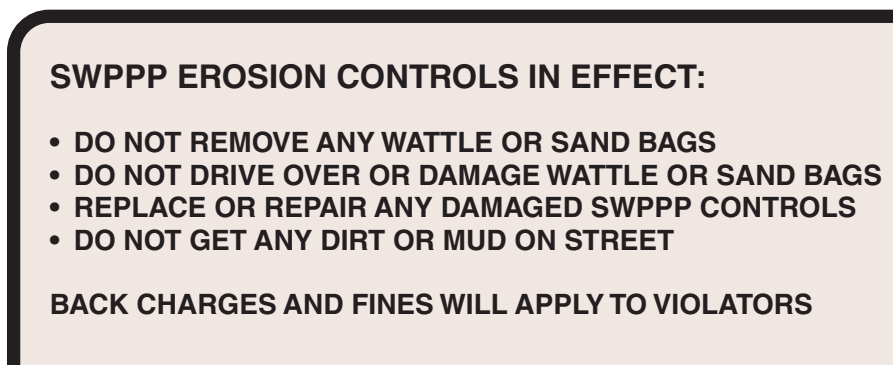 SWPPP EROSION CONTROLS IN EFFECT:
• DO NOT REMOVE ANY WATTLE OR SAND BAGS
• DO NOT DRIVE OVER OR DAMAGE WATTLE OR SAND BAGS
• REPLACE OR REPAIR ANY DAMAGED SWPPP CONTROLS
• DO NOT GET ANY DIRT OR MUD ON STREET
BACK CHARGES AND FINES WILL APPLY TO VIOLATORS